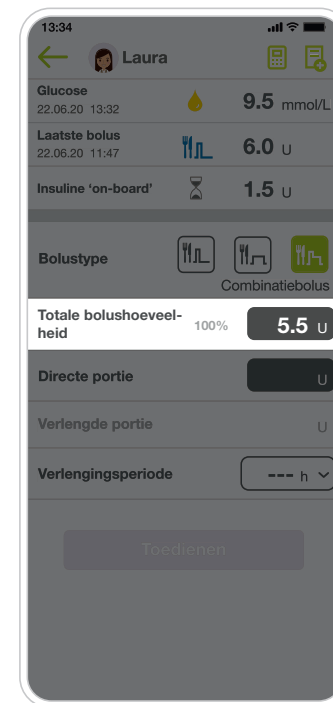 13:34
Laura
Glucose
22.06.20 13:32
9.5 mmol/L
Laatste bolus
22.06.20 11:47
6.0 U
Insuline ‘on-board’
1.5 U
Bolustype
Combinatiebolus
Totale bolushoeveel-
heid
100%
5.5 U
Directe portie
U
Verlengde portie
U
Verlengingsperiode
--- h
Toedienen